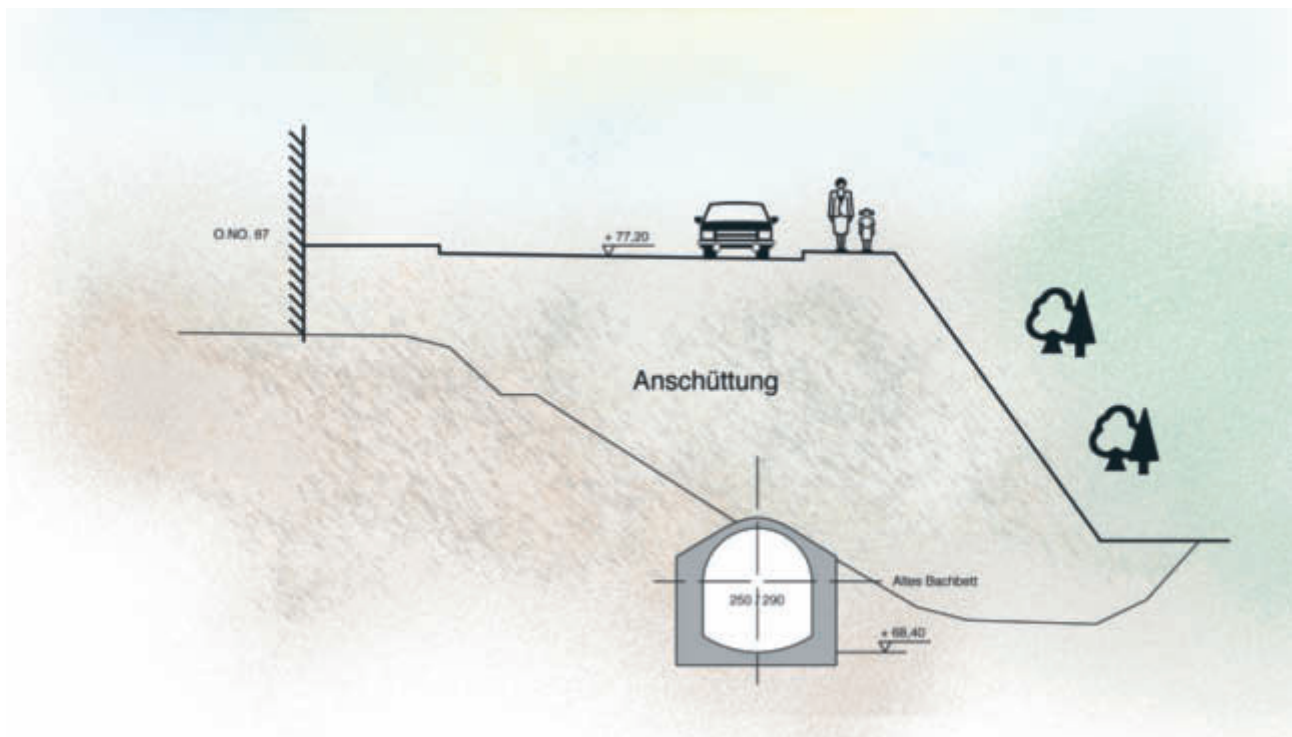 O.NO. 87
+ 77,20
Anschüttung
Altes Bachbett
250 / 290
+ 68,40